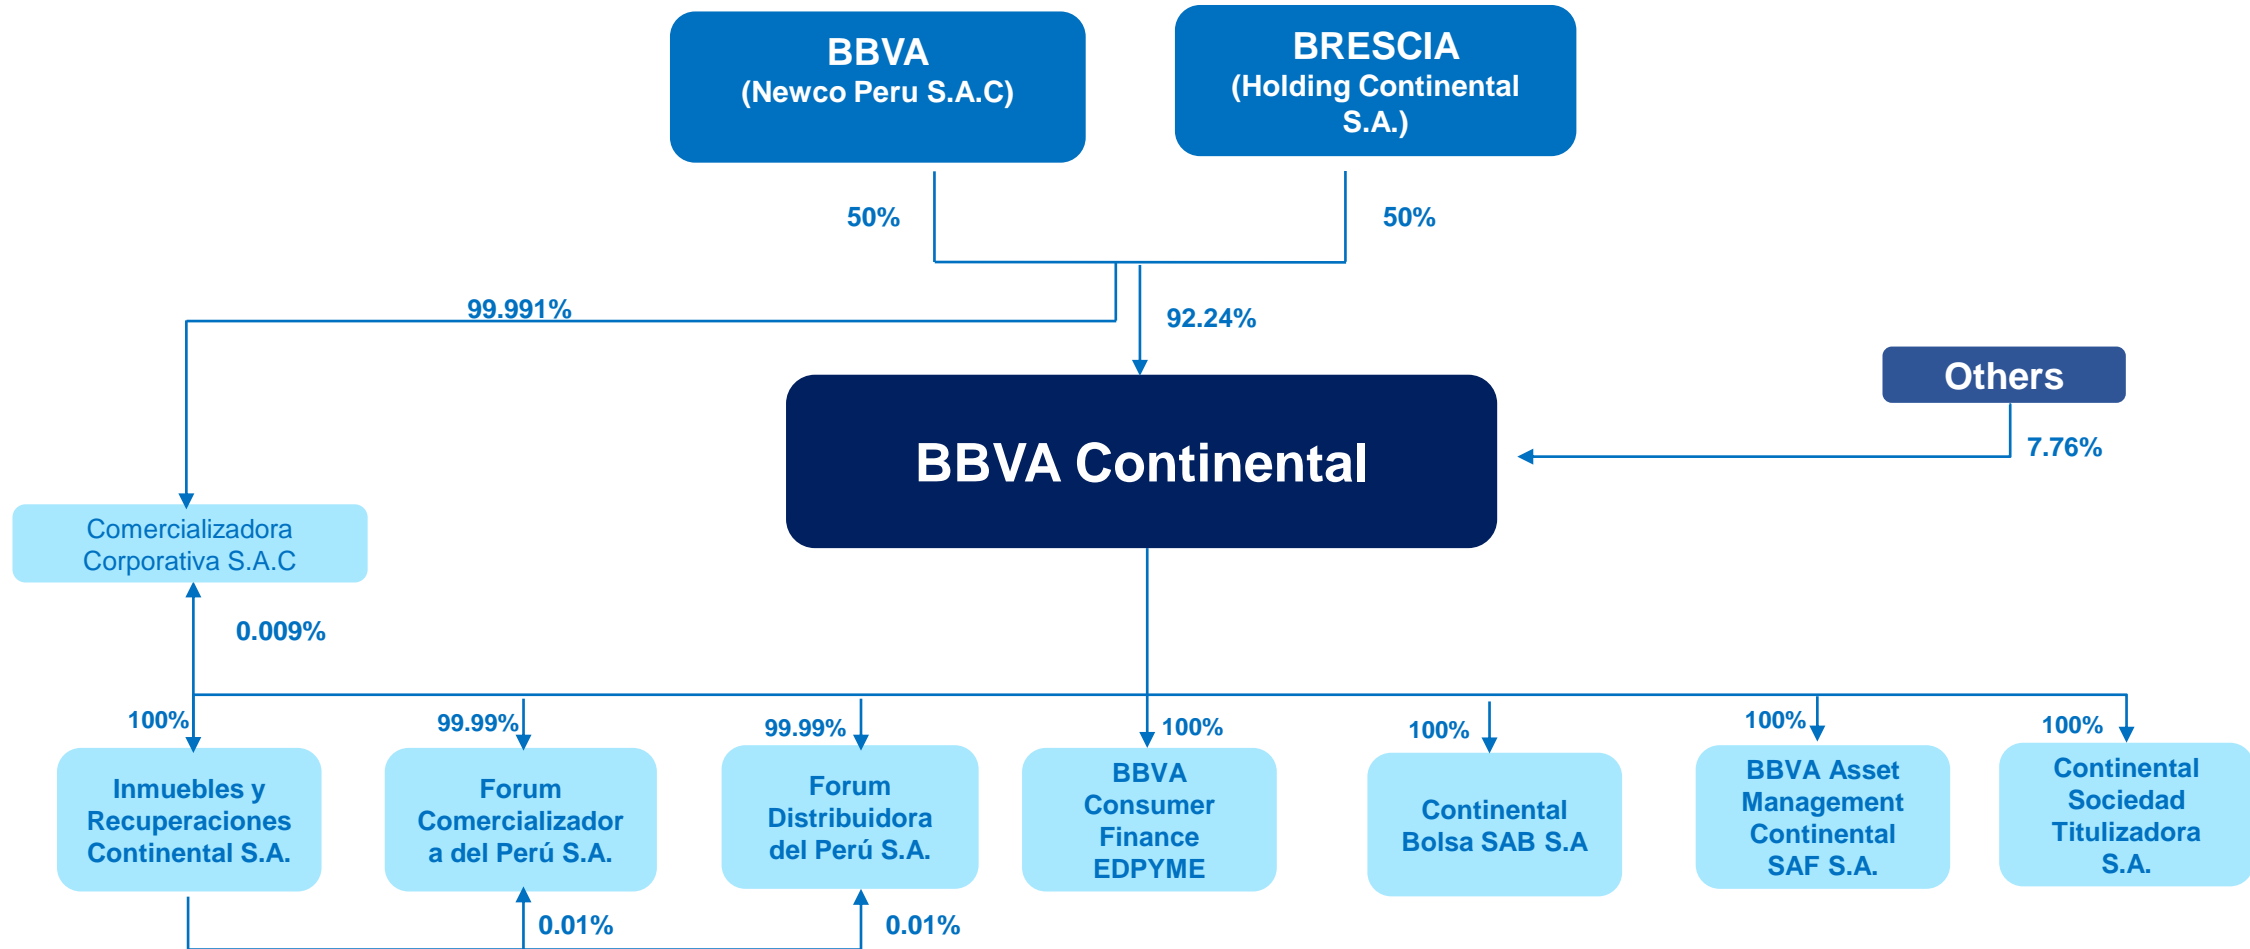 BBVA
(Newco Peru S.A.C)
BRESCIA
(Holding Continental
S.A.)
50%
50%
99.991%
92.24%
Others
7.76%
BBVA Continental
Comercializadora
Corporativa S.A.C
0.009%
100%
99.99%
99.99%
100%
100%
100%
100%
Inmuebles y
Recuperaciones
Continental S.A.
Forum
Comercializador
a del Perú S.A.
Forum
Distribuidora
del Perú S.A.
BBVA
Consumer
Finance
EDPYME
Continental
Bolsa SAB S.A
BBVA Asset
Management
Continental
SAF S.A.
Continental
Sociedad
Titulizadora
S.A.
0.01%
0.01%